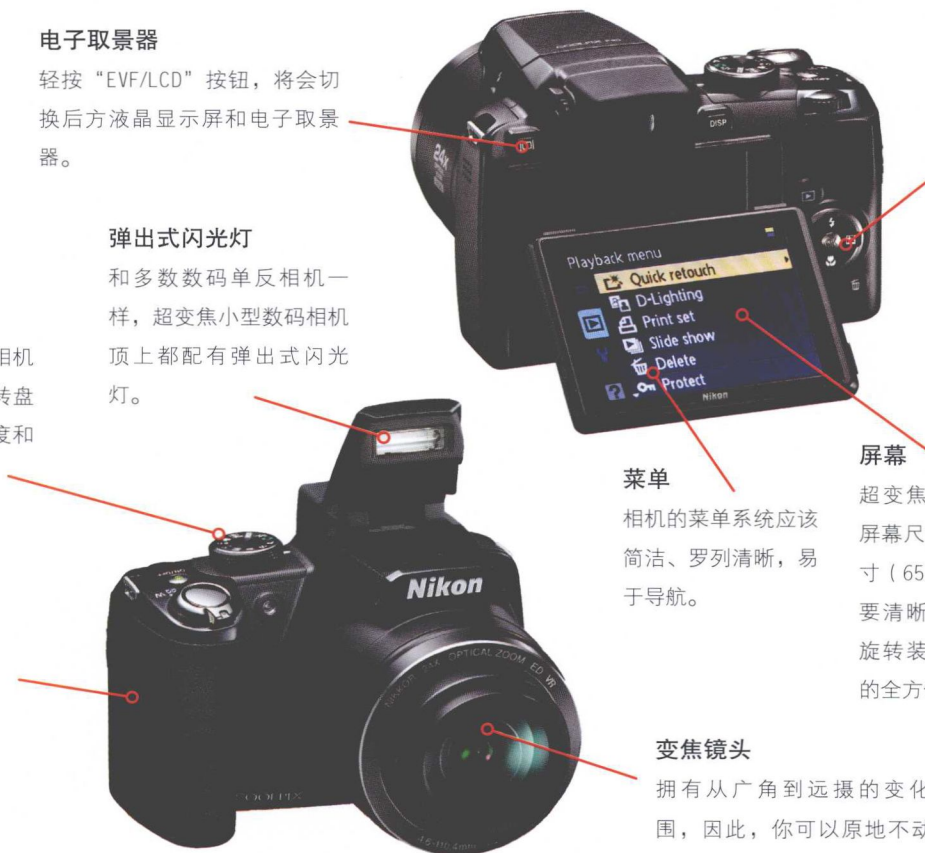 电子取景器
轻按“EVF/LCD”按钮，将会切
换后方液晶显示屏和电子取景
器。
弹出式闪光灯
和多数数码单反相机一
样，超变焦小型数码相机
顶上都配有弹出式闪光
灯。
相机
转盘
度和
24x
DISP
Playback menu
Quick retouch
D-Lighting
Print set
Slide show
Delete
Protect
Nikon
菜单
相机的菜单系统应该
简洁、罗列清晰，易
于导航。
屏幕
超变焦
屏幕尺
寸（65
要清晰
旋转装
的全方
Nikon
NIKKOR 24X OPTICAL ZOOM ED VR
COOLPIX
变焦镜头
拥有从广角到远摄的变化
围，因此，你可以原地不动